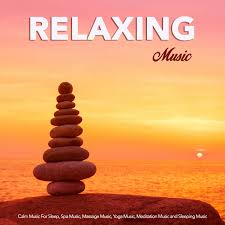 RELAXING
Music
Calm Music For Sleep, Spa Music, Massage Music, Yoga Music, Meditation Music and Sleeping Music